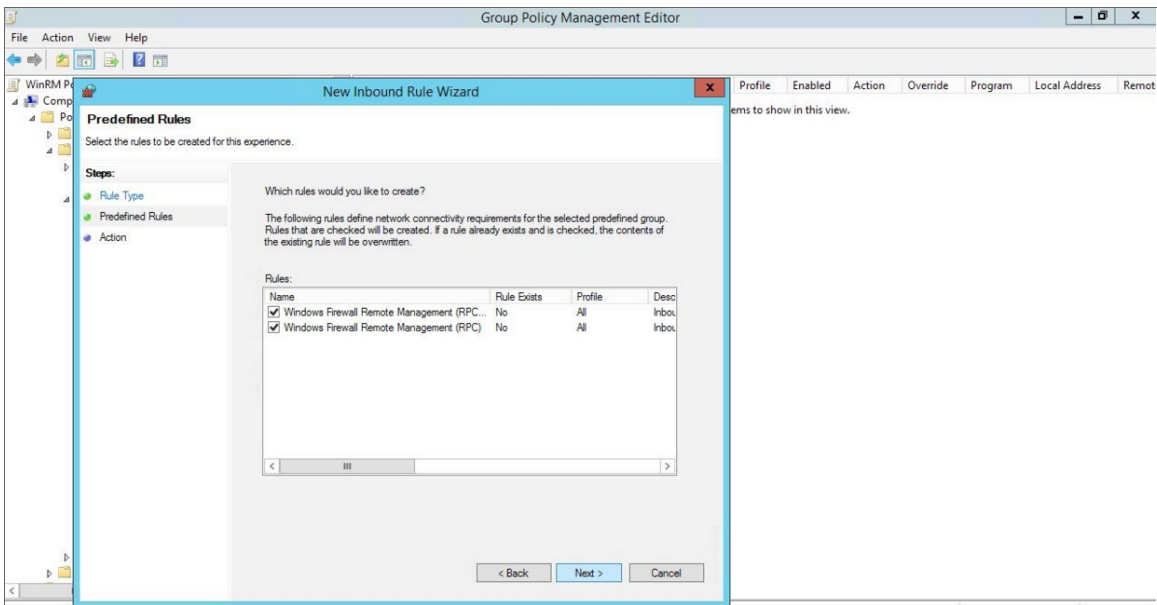 Group Policy Management Editor
File Action View Help
WinRM Po
Comp
Po
Profile Enabled Action Override Program Local Address Remot
ems to show in this view.
New Inbound Rule Wizard
Predefined Rules
Select the rules to be created for this experience.
Steps:
Rule Type
Predefined Rules
Action
Which rules would you like to create?
The following rules define network connectivity requirements for the selected predefined group.
Rules that are checked will be created. If a rule already exists and is checked, the contents of
the existing rule will be overwritten.
Rules:
Name Rule Exists Profile Desc
Windows Firewall Remote Management (RPC... No All Inbou
Windows Firewall Remote Management (RPC) No All Inbou
< Back Next > Cancel